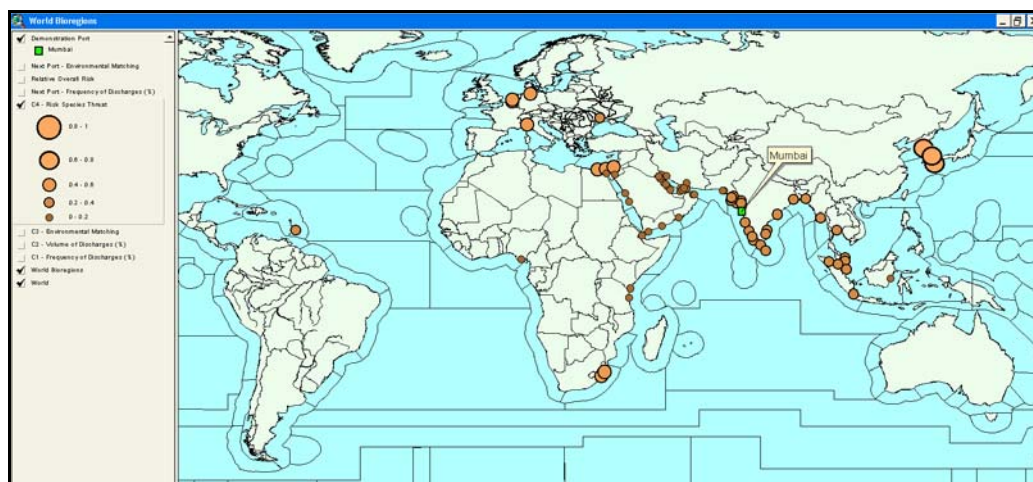 World Bioregions
Demonstration Port
Mumbai
Next Port - Environmental Matching
Relative Overall Risk
Next Port - Frequency of Discharges (%)
C4 - Risk Species Threat
0.8 - 1
0.6 - 0.8
0.4 - 0.6
0.2 - 0.4
0 - 0.2
C3 - Environmental Matching
C2 - Volume of Discharges (%)
C1 - Frequency of Discharges (%)
World Bioregions
World
Mumbai